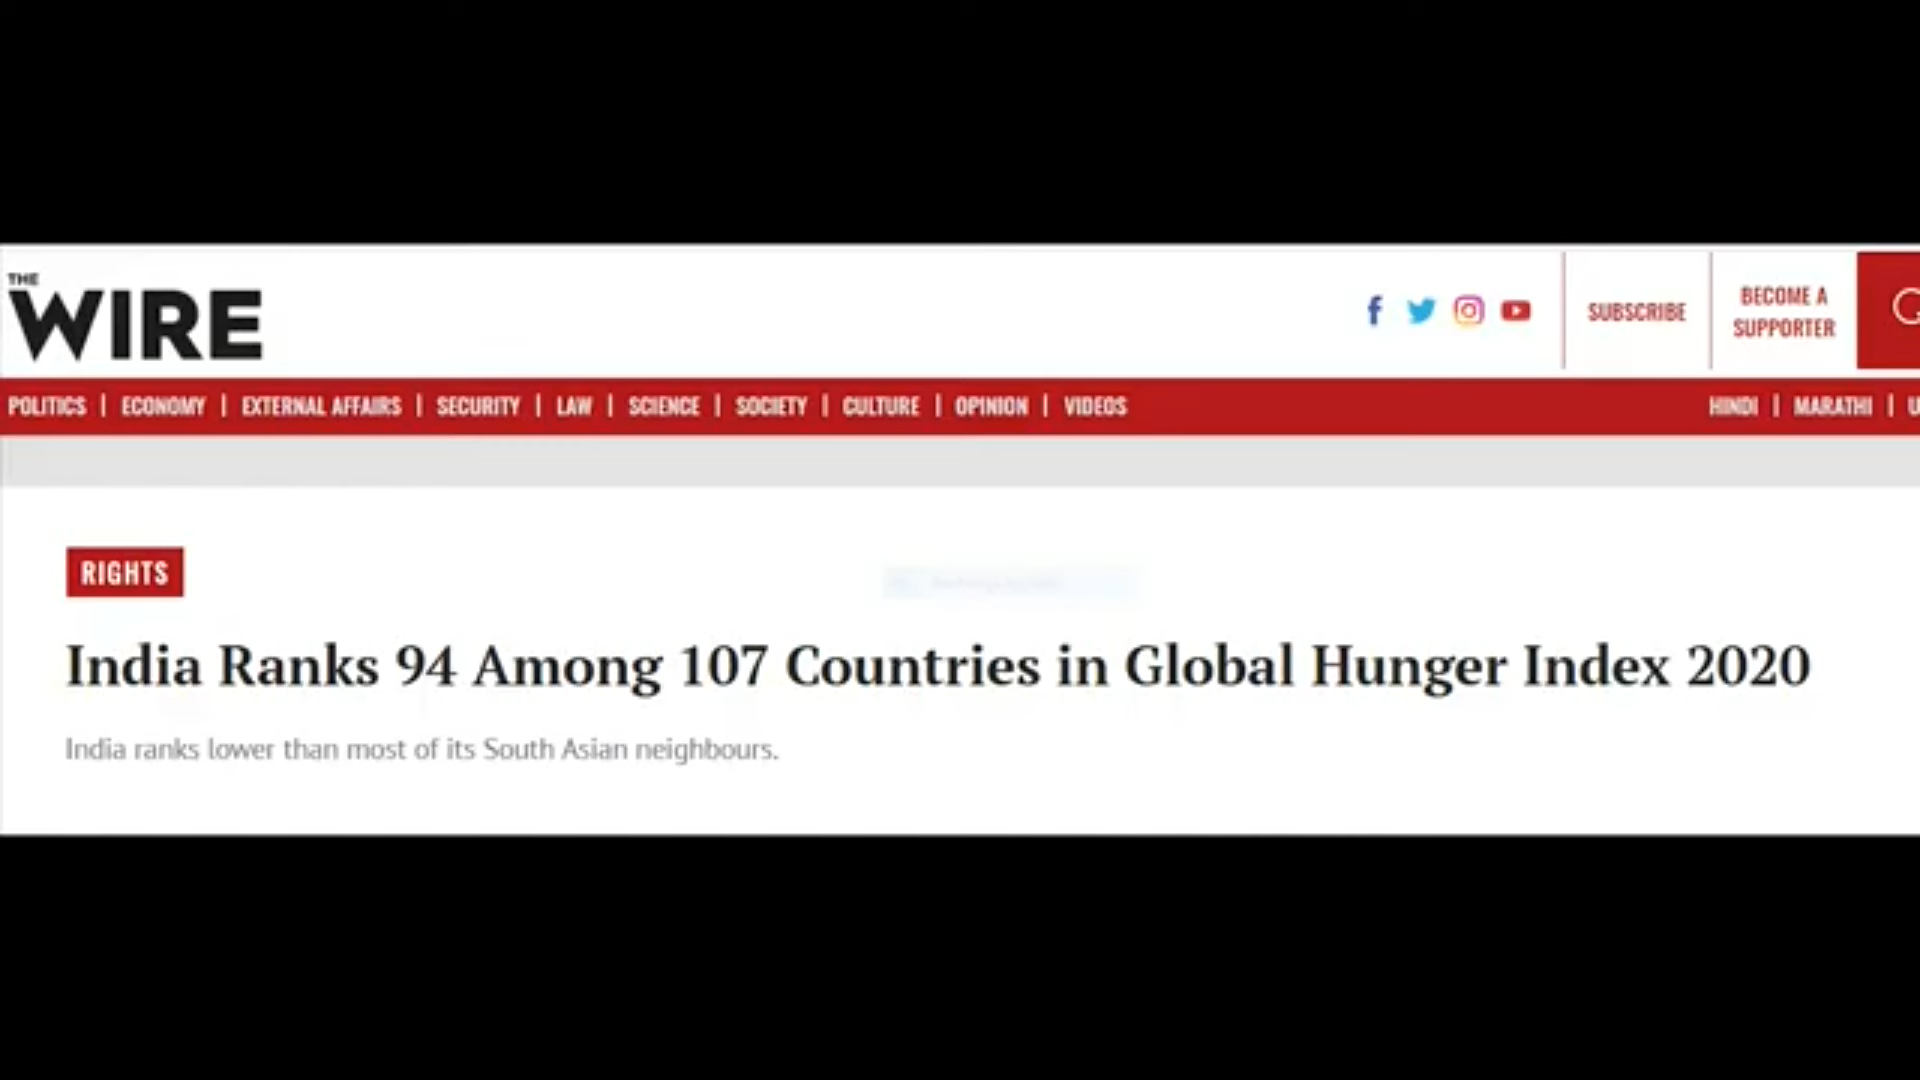 THE
WIRE
SUBSCRIBE
BECOME A
SUPPORTER
POLITICS | ECONOMY | EXTERNAL AFFAIRS | SECURITY | LAW | SCIENCE | SOCIETY | CULTURE | OPINION | VIDEOS
HINDI | MARATHI | U
RIGHTS
India Ranks 94 Among 107 Countries in Global Hunger Index 2020
India ranks lower than most of its South Asian neighbours.